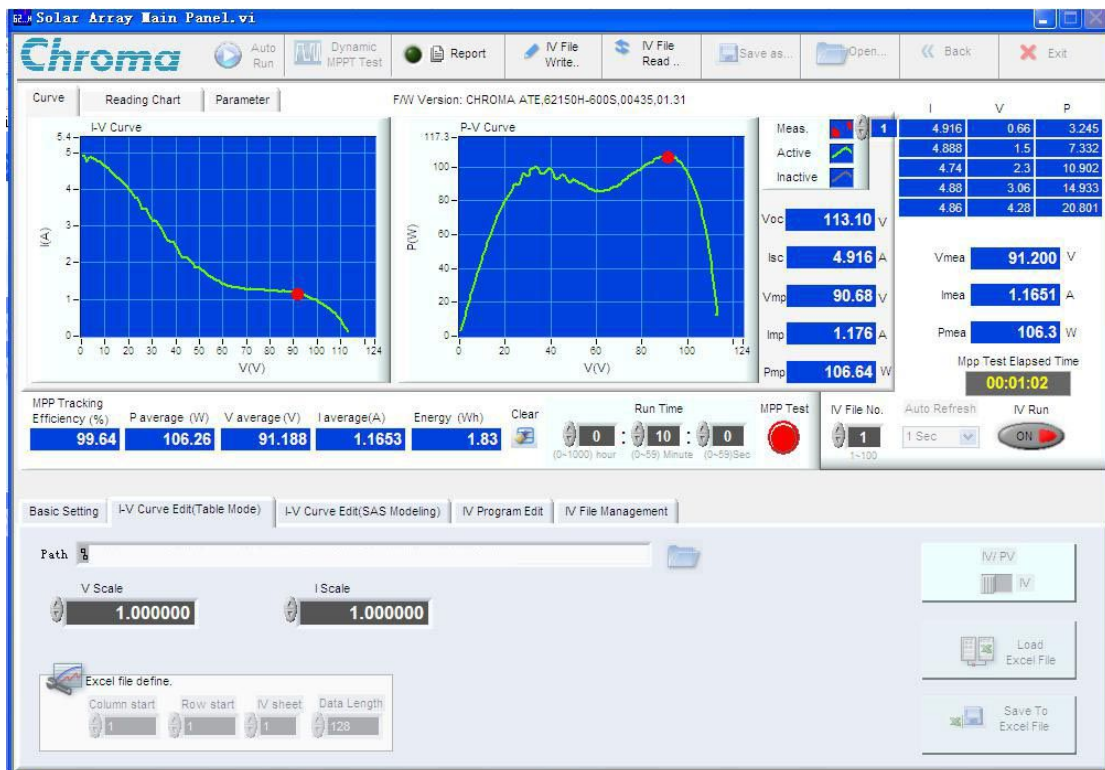 Solar Array Main Panel.vi
Chroma
Auto Run
Dynamic MPPT Test
Report
IV File Write..
IV File Read ..
Save as...
Open...
Back
Exit
Curve
Reading Chart
Parameter
F/W Version: CHROMA ATE,62150H-600S,00435,01.31
I-V Curve
5.4
5
4
3
2
1
0
I(A)
0 10 20 30 40 50 60 70 80 90 100 110 124
V(V)
P-V Curve
117.3
100
80
60
40
20
0
P(W)
0 20 40 60 80 100 124
V(V)
Meas. 1
Active
Inactive
Voc 113.10 V
Isc 4.916 A
Vmp 90.68 V
Imp 1.176 A
Pmp 106.64 W
I V P
4.916 0.66 3.245
4.888 1.5 7.332
4.74 2.3 10.902
4.88 3.06 14.933
4.86 4.28 20.801
Vmea 91.200 V
Imea 1.1651 A
Pmea 106.3 W
Mpp Test Elapsed Time
00:01:02
MPP Tracking
Efficiency (%) P average (W) V average (V) I average(A) Energy (Wh)
99.64 106.26 91.188 1.1653 1.83
Clear
Run Time
0 : 10 : 0
(0~1000) hour (0~59) Minute (0~59)Sec
MPP Test
IV File No.
1
1~100
Auto Refresh
1 Sec
IV Run
ON
Basic Setting
I-V Curve Edit(Table Mode)
I-V Curve Edit(SAS Modeling)
IV Program Edit
IV File Management
Path
V Scale
1.000000
I Scale
1.000000
Excel file define.
Column start Row start IV sheet Data Length
1 1 1 128
IV/ PV
IV
Load
Excel File
Save To
Excel File